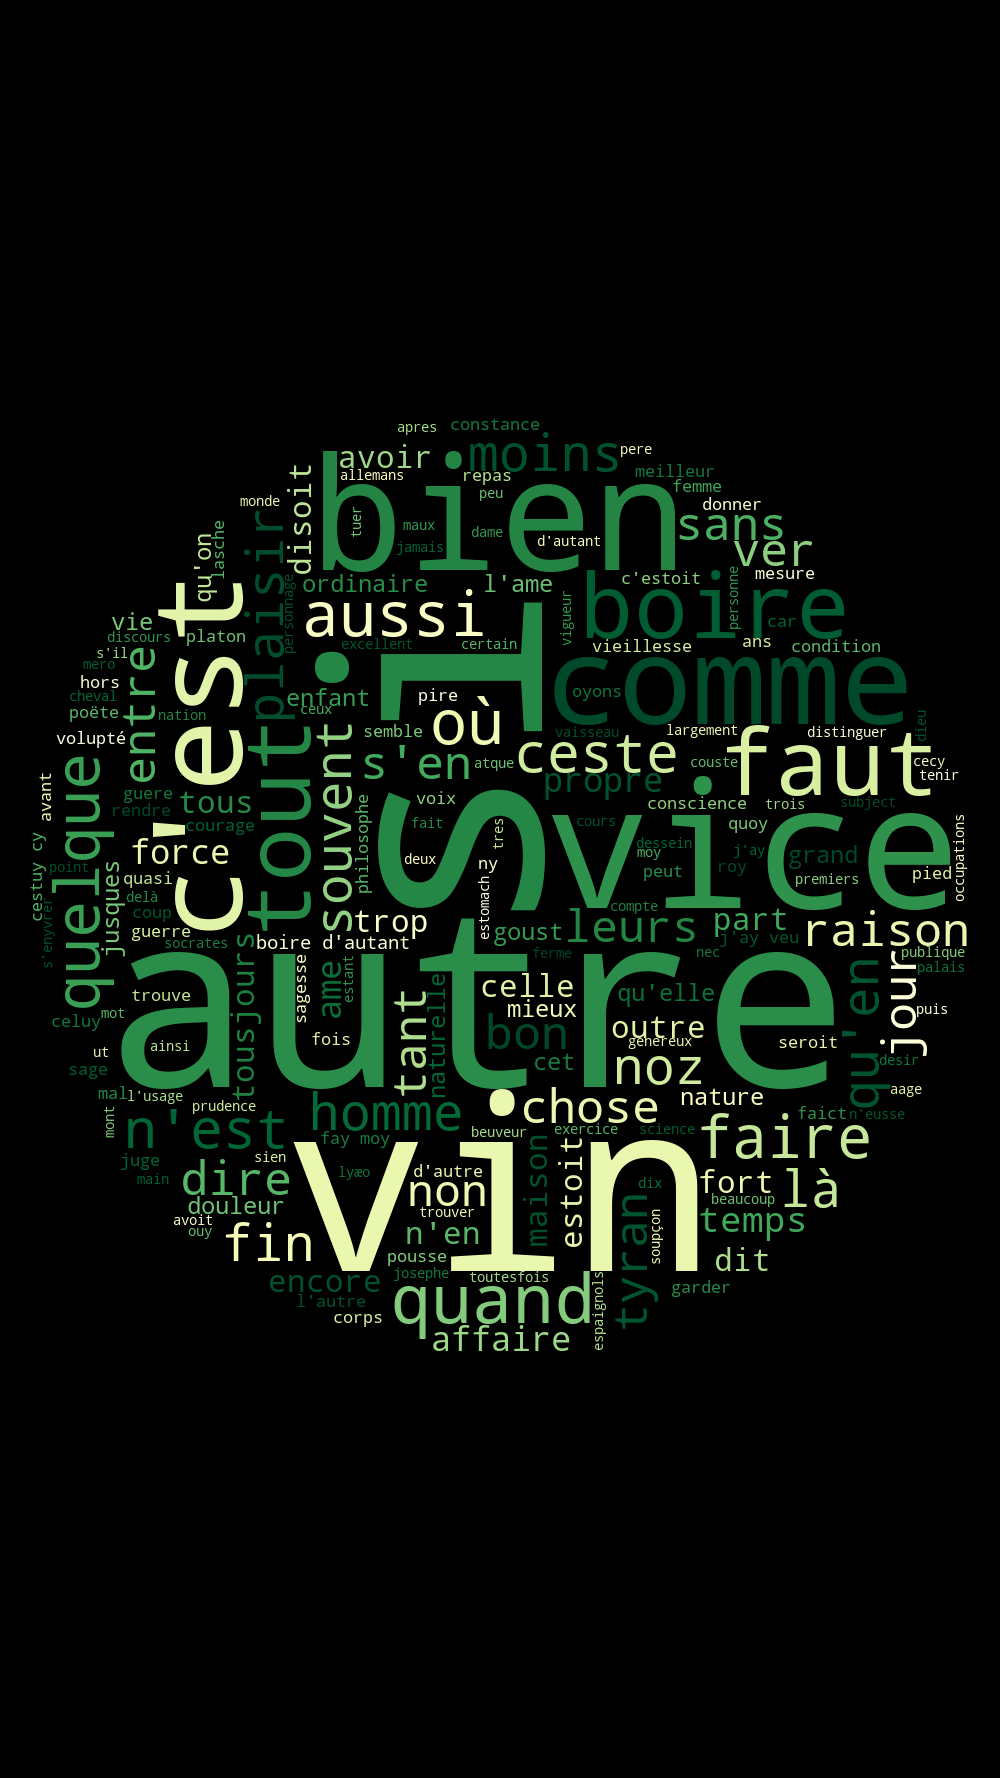 apres constance
avoir moins pere
bien
allemans repas meilleur
femme
monde disoit peu donner
tuer maux dame sans
jamais d'autant ver
qu'on lasche plaisir
personnage ordinaire l'ame c'estoit mesure
c'est aussi vigueur boire personne car
vie
discours platon excellent certain vieillesse ans condition
s'il
mero entre
hors enfant pire oyons comme
cheval
poëte nation ceux
volupté semble où vaisseau largement distinguer dieu
tout souvent s'en atque ceste propre couste faut cecy
tenir
quelque guere tous voix conscience trois subject
avant rendre courage philosophe fait tres cours quoy
force deux s'il ny dessein moy j'ay grand
cestuy cy point jusques quasi peut roy premiers pied occupations
vice
delà coup trop estomach compte
s'enyvrer guerre goust leurs part raison
socrates boire d'autant ferme nec j'ay veu publique
palais
autre
trouve tousjours sagesse ame estant tant naturelle celle qu'elle qu'en jour
celuy mot mieux puis
ut ainsi fois bon outre
genereux seroit
sage cet noz desir
mal l'usage chose nature aage
mont prudence homme faict n'eusse
n'est fay moy beuveur exercice science faire
juge sien
main dire lyæo d'autre maison estoit dix fort là
vin
douleur non beaucoup
avoit trouver tyran soupçon temps
ouy fin n'en
pousse dit
encore josephe toutesfois garder
l'autre quand espaignols
corps
affaire